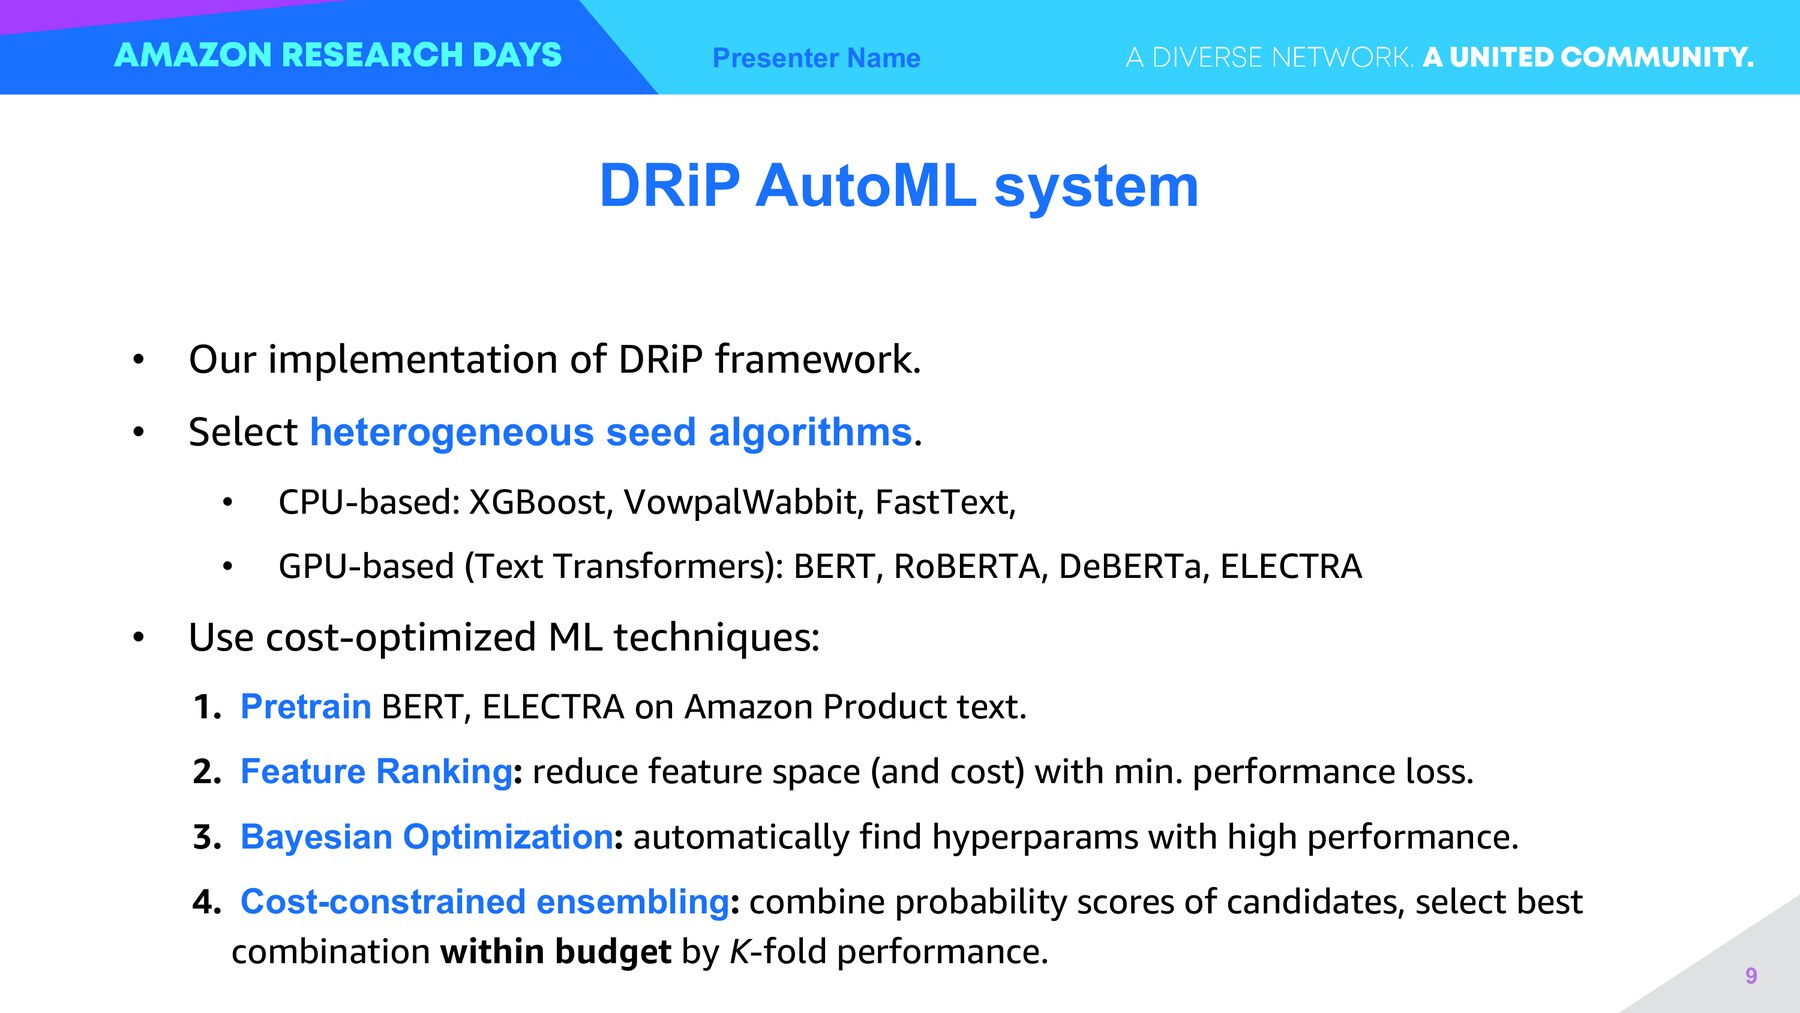 AMAZON RESEARCH DAYS
Presenter Name
A DIVERSE NETWORK. A UNITED COMMUNITY.
DRiP AutoML system
• Our implementation of DRiP framework.
• Select heterogeneous seed algorithms.
• CPU-based: XGBoost, VowpalWabbit, FastText,
• GPU-based (Text Transformers): BERT, RoBERTA, DeBERTa, ELECTRA
• Use cost-optimized ML techniques:
1. Pretrain BERT, ELECTRA on Amazon Product text.
2. Feature Ranking: reduce feature space (and cost) with min. performance loss.
3. Bayesian Optimization: automatically find hyperparams with high performance.
4. Cost-constrained ensembling: combine probability scores of candidates, select best
combination within budget by K-fold performance.
9